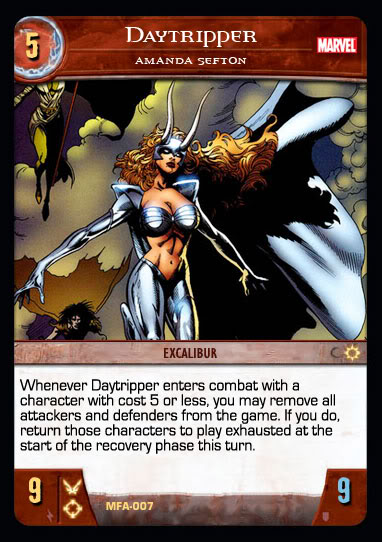 5
DAYTRIPPER
MARVEL
AMANDA SEFTON
EXCALIBUR
Whenever Daytripper enters combat with a
character with cost 5 or less, you may remove all
attackers and defenders from the game. If you do,
return those characters to play exhausted at the
start of the recovery phase this turn.
9
MFA-007
9